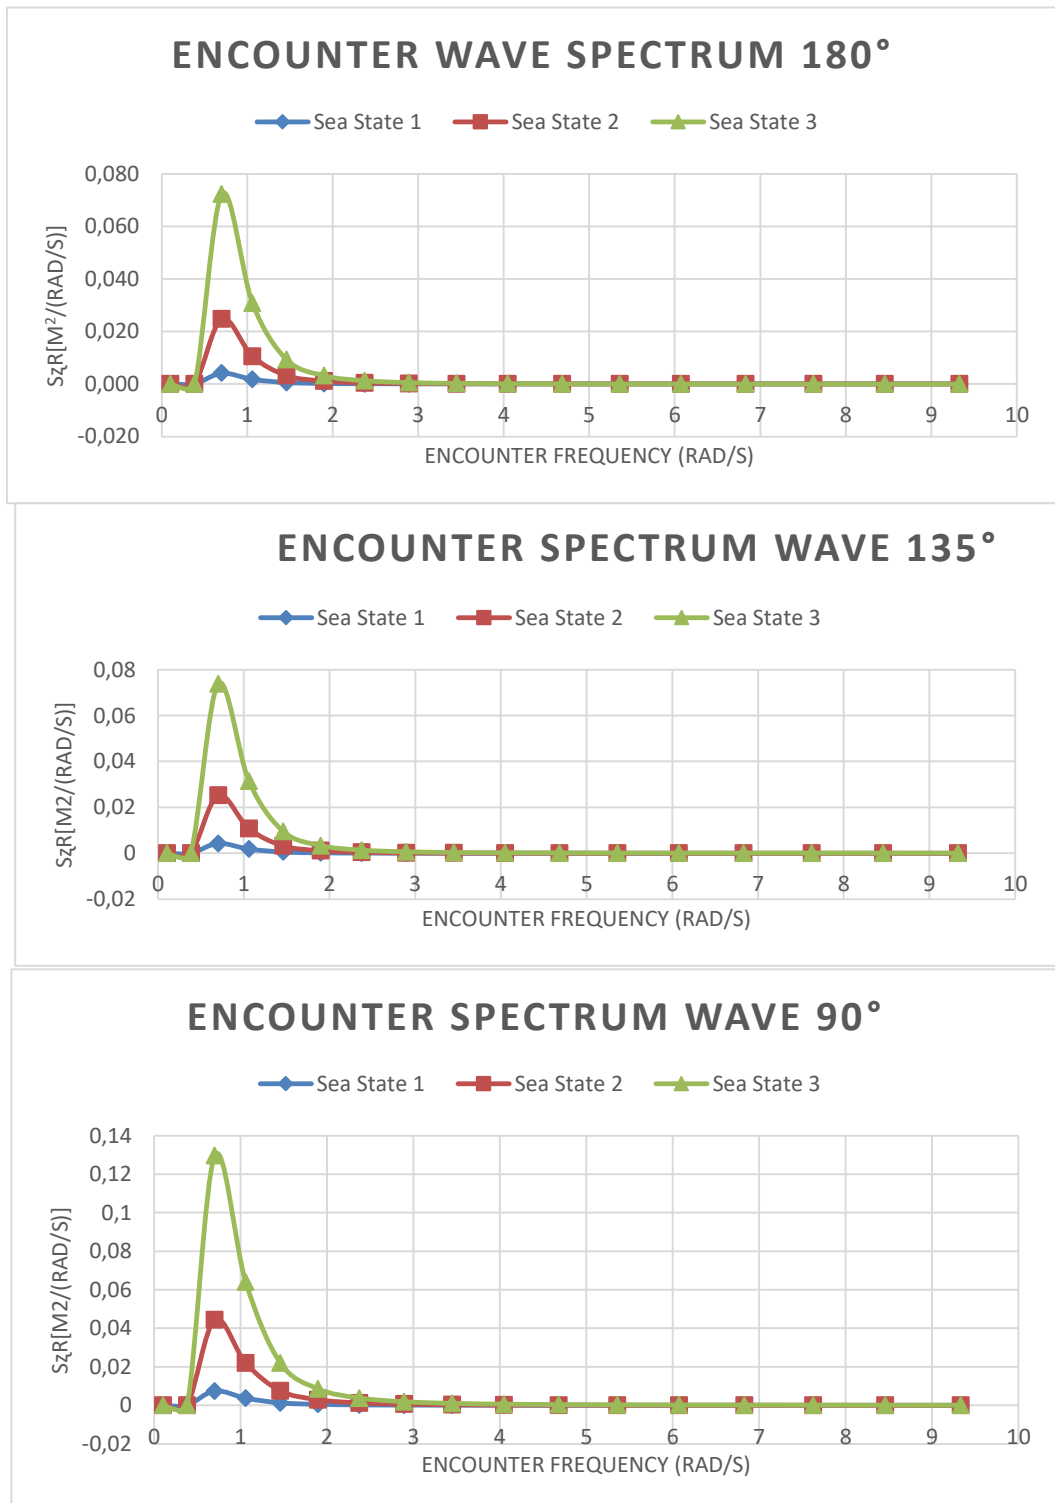 ENCOUNTER WAVE SPECTRUM 180°
Sea State 1 Sea State 2 Sea State 3
0,080
0,060
0,040
0,020
0,000
-0,020
0 1 2 3 4 5 6 7 8 9 10
SɀR[M²/(RAD/S)]
ENCOUNTER FREQUENCY (RAD/S)
ENCOUNTER SPECTRUM WAVE 135°
Sea State 1 Sea State 2 Sea State 3
0,08
0,06
0,04
0,02
0
-0,02
0 1 2 3 4 5 6 7 8 9 10
SɀR[M2/(RAD/S)]
ENCOUNTER FREQUENCY (RAD/S)
ENCOUNTER SPECTRUM WAVE 90°
Sea State 1 Sea State 2 Sea State 3
0,14
0,12
0,1
0,08
0,06
0,04
0,02
0
-0,02
0 1 2 3 4 5 6 7 8 9 10
SɀR[M2/(RAD/S)]
ENCOUNTER FREQUENCY (RAD/S)